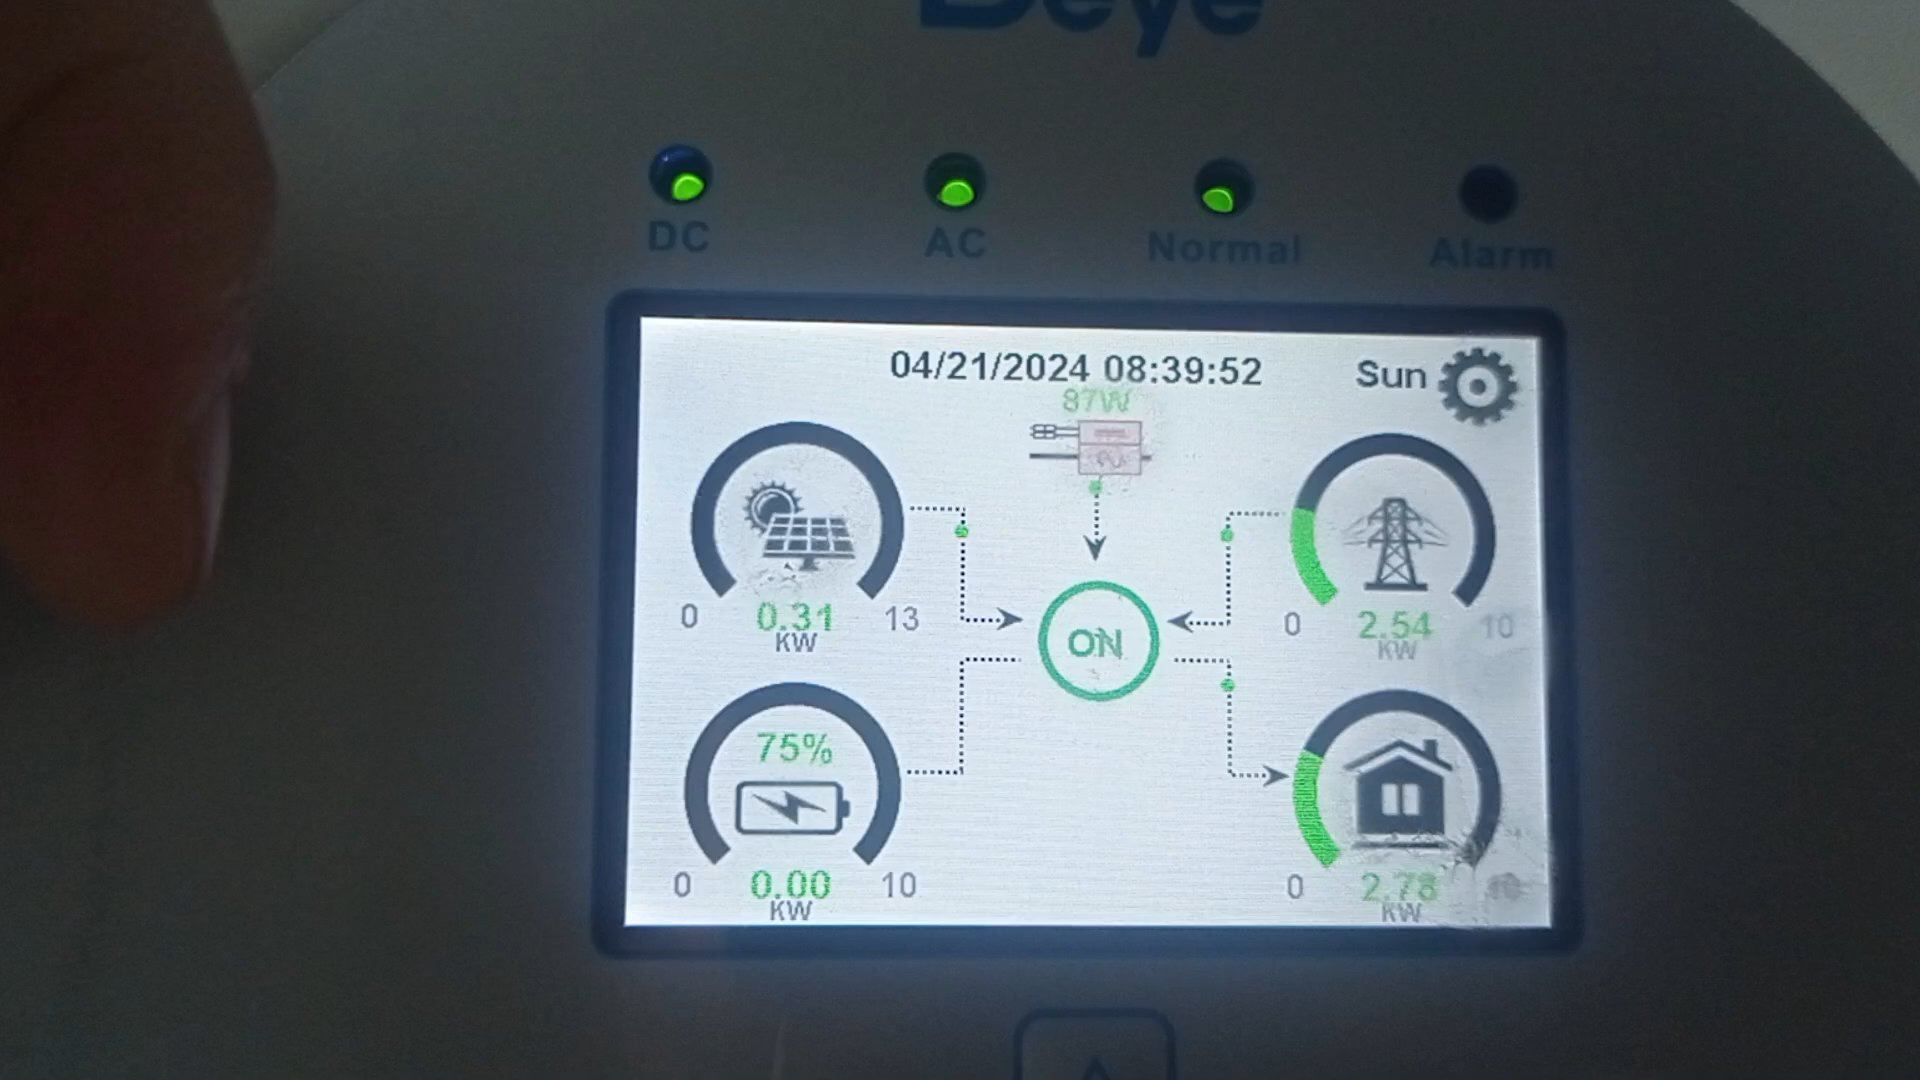 Deye
DC AC Normal Alarm
04/21/2024 08:39:52 Sun
87W
0 0.31 13
KW
0 2.54 10
KW
ON
75%
0 0.00 10
KW
0 2.78
KW